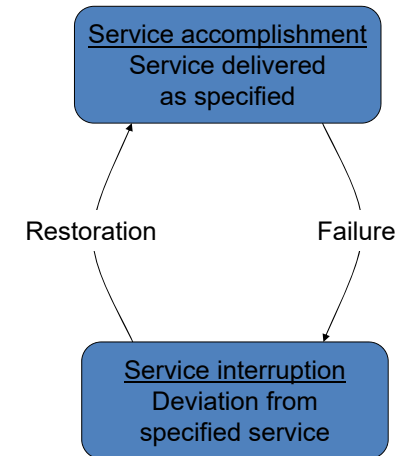 Service accomplishment
Service delivered
as specified
Restoration
Failure
Service interruption
Deviation from
specified service